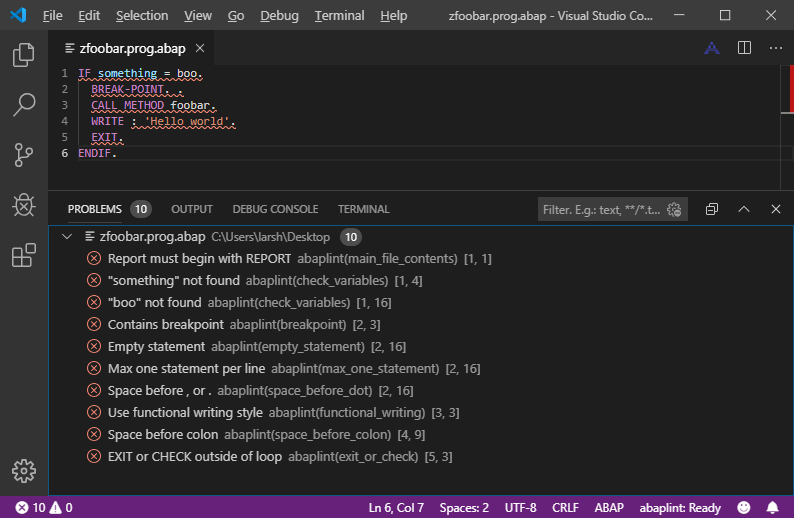 File Edit Selection View Go Debug Terminal Help zfoobar.prog.abap - Visual Studio Co...
zfoobar.prog.abap
1 IF something = boo.
2 BREAK-POINT. .
3 CALL METHOD foobar.
4 WRITE : 'Hello world'.
5 EXIT.
6 ENDIF.
PROBLEMS 10 OUTPUT DEBUG CONSOLE TERMINAL Filter. E.g.: text, **/*.t...
zfoobar.prog.abap C:\Users\larsh\Desktop 10
Report must begin with REPORT abaplint(main_file_contents) [1, 1]
"something" not found abaplint(check_variables) [1, 4]
"boo" not found abaplint(check_variables) [1, 16]
Contains breakpoint abaplint(breakpoint) [2, 3]
Empty statement abaplint(empty_statement) [2, 16]
Max one statement per line abaplint(max_one_statement) [2, 16]
Space before , or . abaplint(space_before_dot) [2, 16]
Use functional writing style abaplint(functional_writing) [3, 3]
Space before colon abaplint(space_before_colon) [4, 9]
EXIT or CHECK outside of loop abaplint(exit_or_check) [5, 3]
10 0 Ln 6, Col 7 Spaces: 2 UTF-8 CRLF ABAP abaplint: Ready